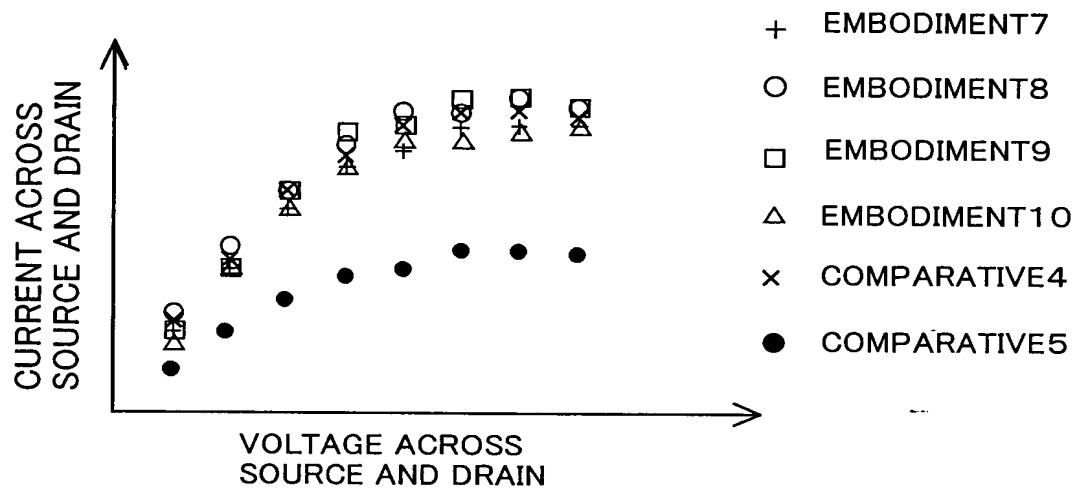 CURRENT ACROSS
SOURCE AND DRAIN
VOLTAGE ACROSS
SOURCE AND DRAIN
EMBODIMENT7
EMBODIMENT8
EMBODIMENT9
EMBODIMENT10
COMPARATIVE4
COMPARATIVE5